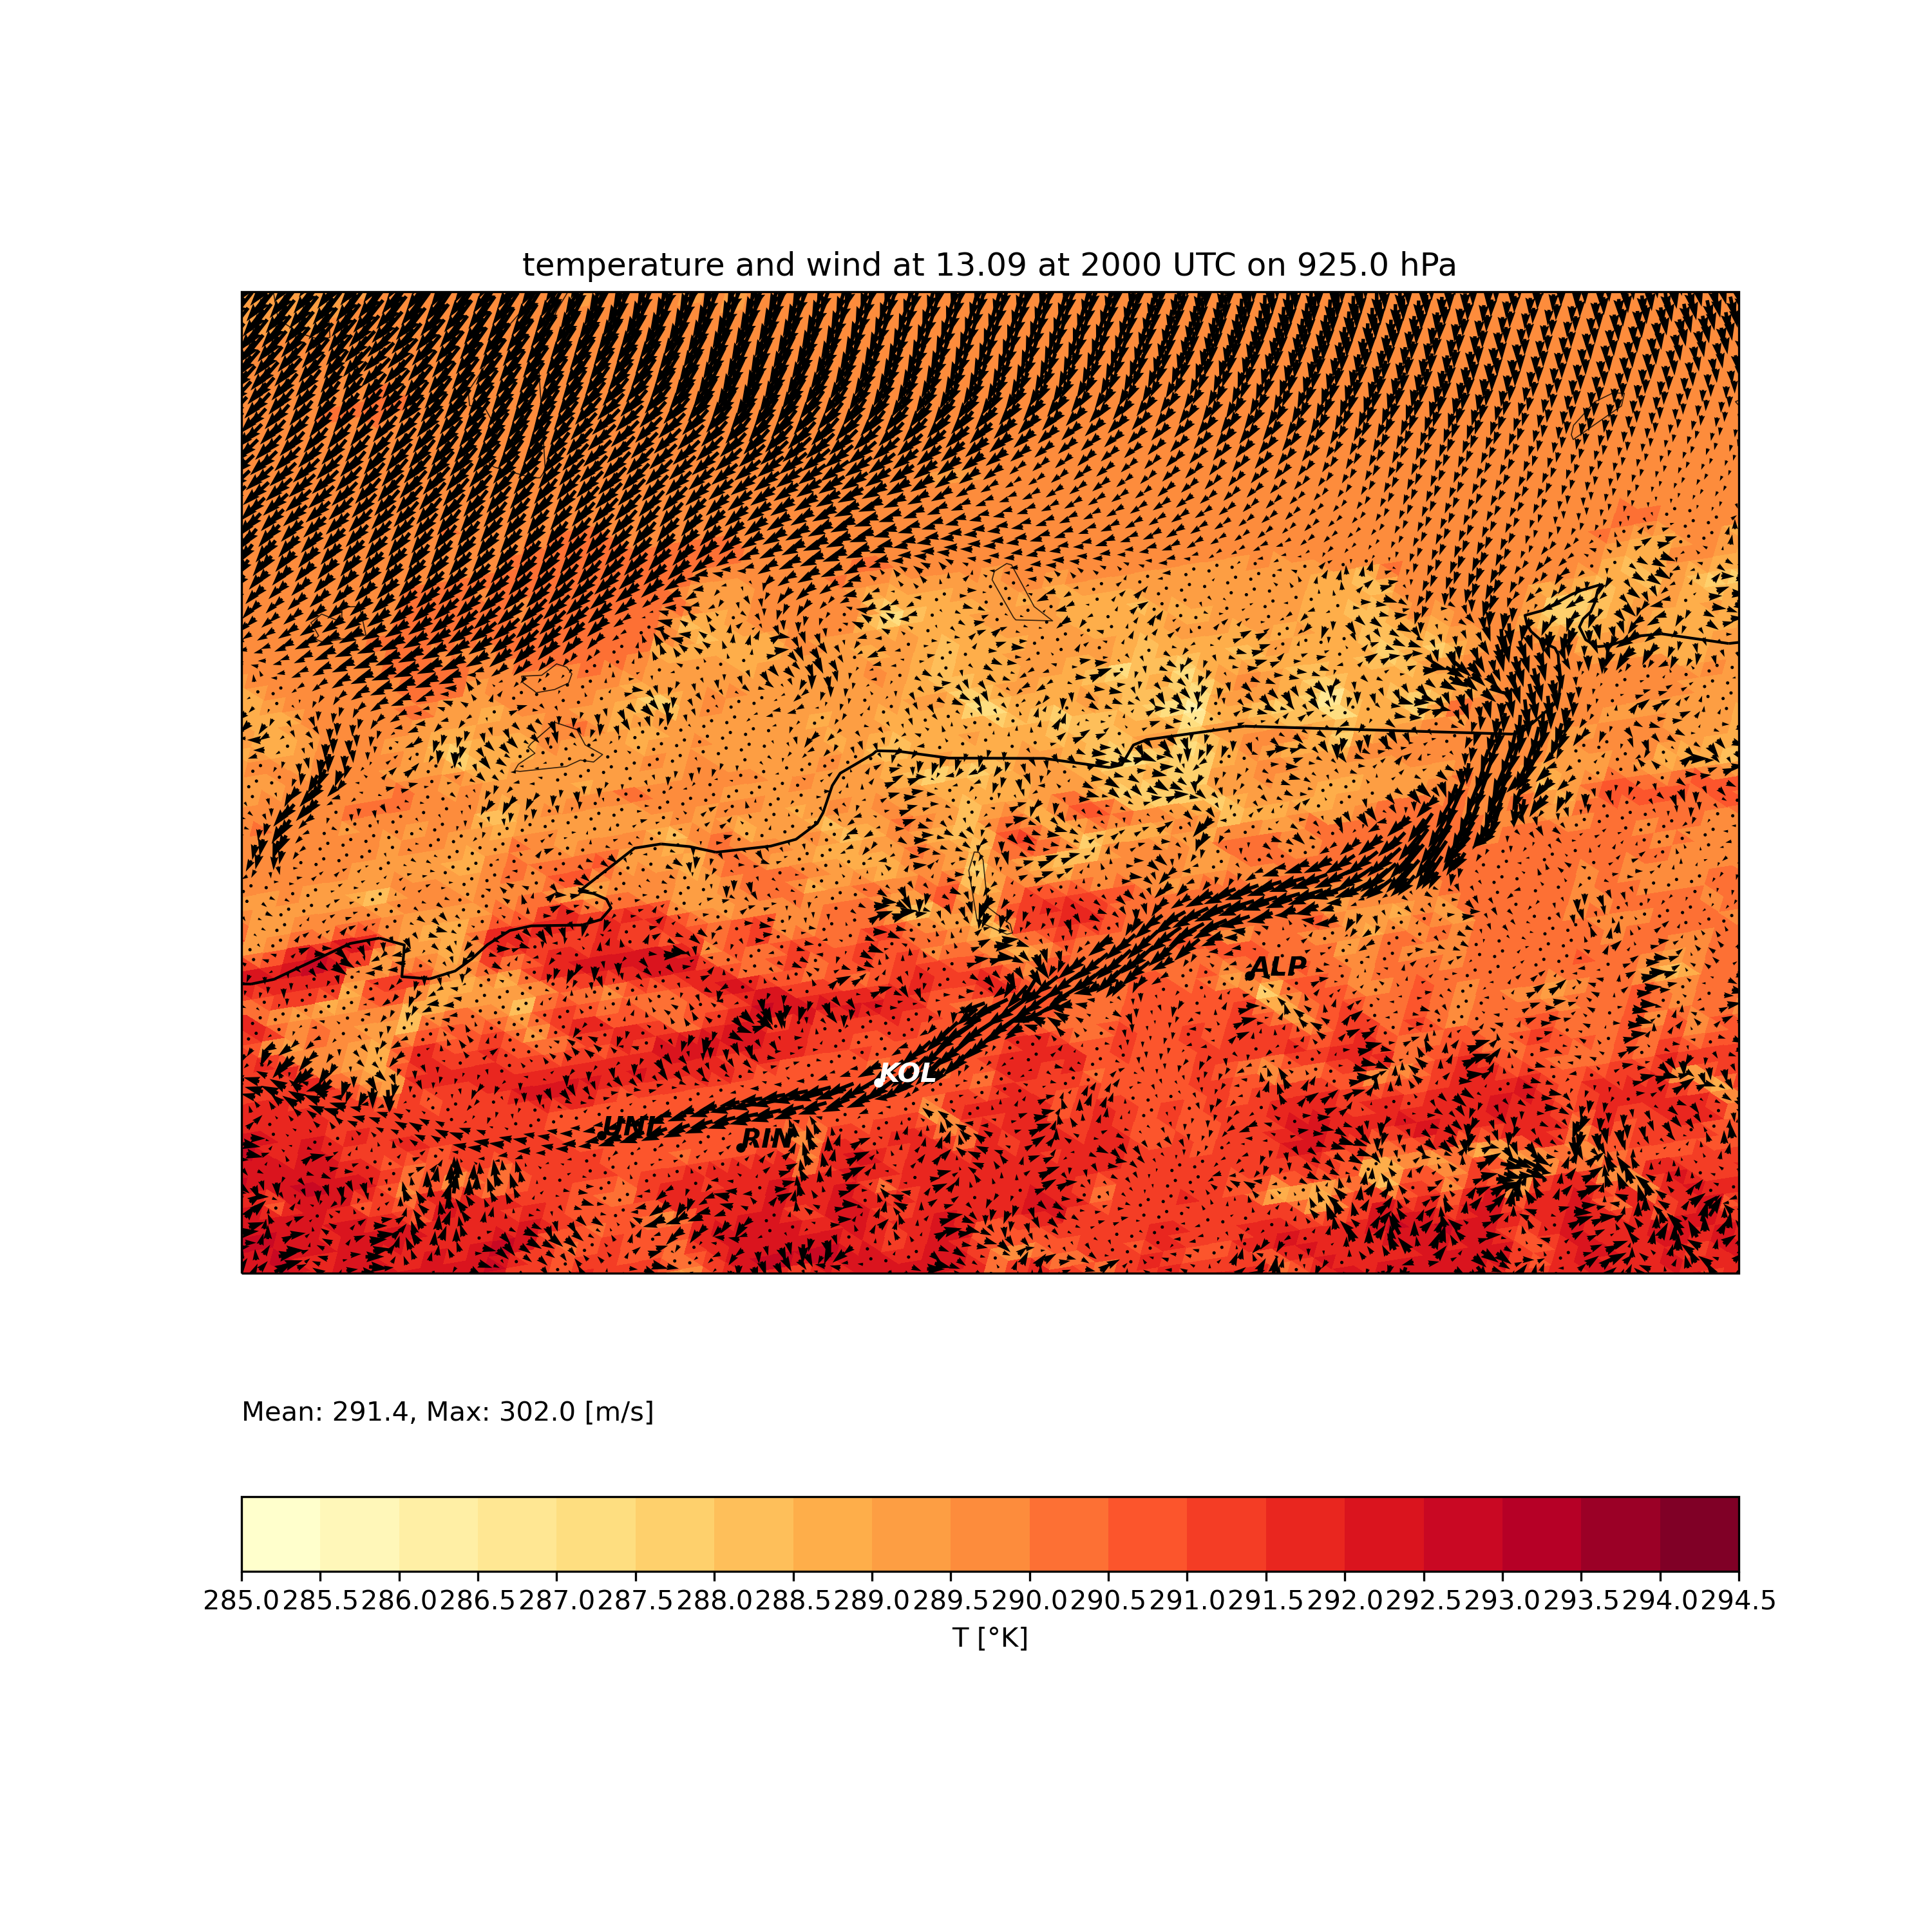 temperature and wind at 13.09 at 2000 UTC on 925.0 hPa
ALP
KOL
RIN
Mean: 291.4, Max: 302.0 [m/s]
285.0 285.5 286.0 286.5 287.0 287.5 288.0 288.5 289.0 289.5 290.0 290.5 291.0 291.5 292.0 292.5 293.0 293.5 294.0 294.5
T [°K]